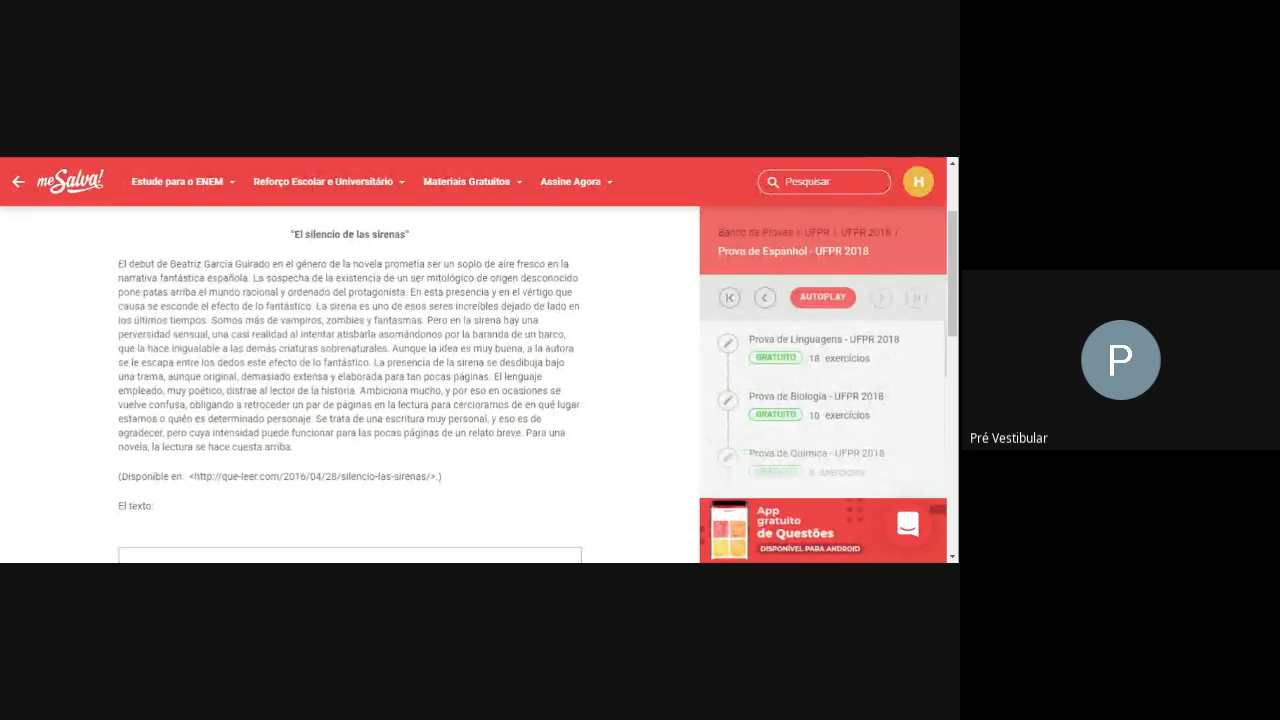 me Salva!
Estude para o ENEM
Reforço Escolar e Universitário
Materiais Gratuitos
Assine Agora
Pesquisar
H
"El silencio de las sirenas"
El debut de Beatriz García Guirado en el género de la novela prometía ser un soplo de aire fresco en la
narrativa fantástica española. La sospecha de la existencia de un ser mitológico de origen desconocido
pone patas arriba el mundo racional y ordenado del protagonista. En esta presencia y en el vértigo que
causa se esconde el efecto de lo fantástico. La sirena es uno de esos seres increíbles dejado de lado en
los últimos tiempos. Somos más de vampiros, zombies y fantasmas. Pero en la sirena hay una
perversidad sensual, una casi realidad al intentar atisbarla asomándonos por la baranda de un barco,
que la hace inigualable a las demás criaturas sobrenaturales. Aunque la idea es muy buena, a la autora
se le escapa entre los dedos este efecto de lo fantástico. La presencia de la sirena se desdibuja bajo
una trama, aunque original, demasiado extensa y elaborada para tan pocas páginas. El lenguaje
empleado, muy poético, distrae al lector de la historia. Ambiciona mucho, y por eso en ocasiones se
vuelve confusa, obligando a retroceder un par de páginas en la lectura para cerciorarnos de en qué lugar
estamos o quién es determinado personaje. Se trata de una escritura muy personal, y eso es de
agradecer, pero cuya intensidad puede funcionar para las pocas páginas de un relato breve. Para una
novela, la lectura se hace cuesta arriba.
(Disponible en: <http://que-leer.com/2016/04/28/silencio-las-sirenas/>.)
El texto:
Banco de Provas / UFPR / UFPR 2018 /
Prova de Espanhol - UFPR 2018
AUTOPLAY
Prova de Linguagens - UFPR 2018
GRATUITO 18 exercícios
Prova de Biologia - UFPR 2018
GRATUITO 10 exercícios
Prova de Química - UFPR 2018
GRATUITO exercícios
App
gratuito
de Questões
DISPONÍVEL PARA ANDROID
P
Pré Vestibular